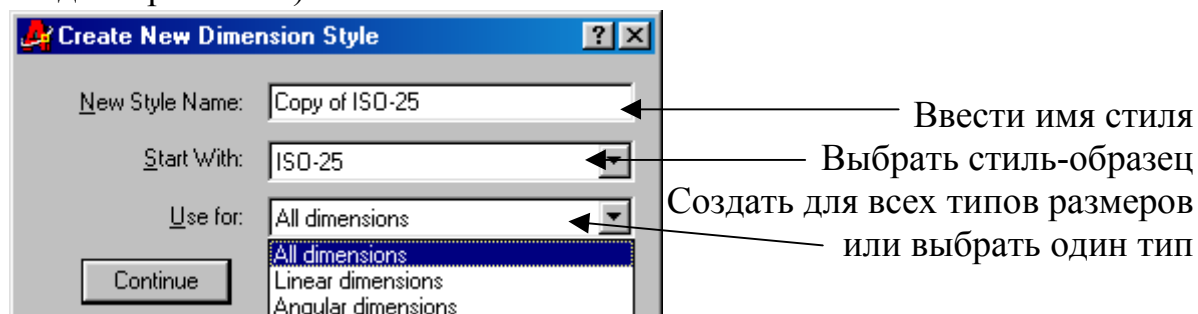 Create New Dimension Style
New Style Name: Copy of ISO-25
Ввести имя стиля
Start With: ISO-25
Выбрать стиль-образец
Use for: All dimensions
Создать для всех типов размеров
или выбрать один тип
All dimensions
Continue
Linear dimensions
Angular dimensions